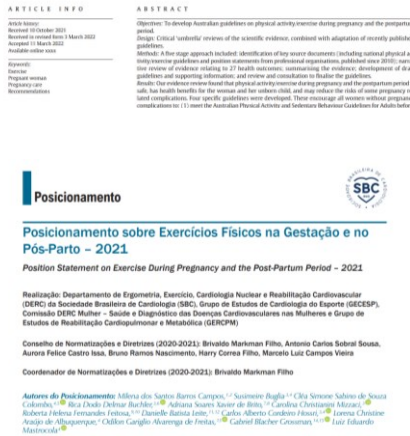 ARTICLE INFO
ABSTRACT
Article history:
Received 10 October 2021
Received in revised form 3 March 2022
Accepted 11 March 2022
Available online xxxx
Keywords:
Exercise
Pregnant woman
Pregnancy care
Recommendations
Objectives: To develop Australian guidelines on physical activity/exercise during pregnancy and the postpartum
period.
Design: Critical 'umbrella' reviews of the scientific evidence, combined with adaptation of recently published
guidelines.
Methods: A five stage approach included: identification of key source documents (including national physical ac
tivity/exercise guidelines and position statements from professional organisations, published since 2010); narra
tive review of evidence relating to 27 health outcomes; summarising the evidence; development of draft
guidelines and supporting information; and review and consultation to finalise the guidelines.
Results: Our evidence review found that physical activity/exercise during pregnancy and the postpartum period
safe, has health benefits for the woman and her unborn child, and may reduce the risks of some pregnancy re
lated complications. Four specific guidelines were developed. These encourage all women without pregnancy
complications to: (1) meet the Australian Physical Activity and Sedentary Behaviour Guidelines for Adults before
SBC
Posicionamento
Posicionamento sobre Exercícios Físicos na Gestação e no
Pós-Parto – 2021
Position Statement on Exercise During Pregnancy and the Post-Partum Period – 2021
Realização: Departamento de Ergometria, Exercício, Cardiologia Nuclear e Reabilitação Cardiovascular
(DERC) da Sociedade Brasileira de Cardiologia (SBC), Grupo de Estudos de Cardiologia do Esporte (GECESP),
Comissão DERC Mulher – Saúde e Diagnóstico das Doenças Cardiovasculares nas Mulheres e Grupo de
Estudos de Reabilitação Cardiopulmonar e Metabólica (GERCPM)
Conselho de Normatizações e Diretrizes (2020-2021): Brivaldo Markman Filho, Antonio Carlos Sobral Sousa,
Aurora Felice Castro Issa, Bruno Ramos Nascimento, Harry Correa Filho, Marcelo Luiz Campos Vieira
Coordenador de Normatizações e Diretrizes (2020-2021): Brivaldo Markman Filho
Autores do Posicionamento: Milena dos Santos Barros Campos, Susimeire Buglia, Cléa Simone Sabino de Souza
Colombo, Rica Dodo Delmar Buchler, Adriana Soares Xavier de Brito, Carolina Christianini Mizzaci,
Roberta Helena Fernandes Feitosa, Danielle Batista Leite, Carlos Alberto Cordeiro Hossri, Lorena Christine
Araújo de Albuquerque, Odilon Gariglio Alvarenga de Freitas, Gabriel Blacher Grossman, Luiz Eduardo
Mastrocola